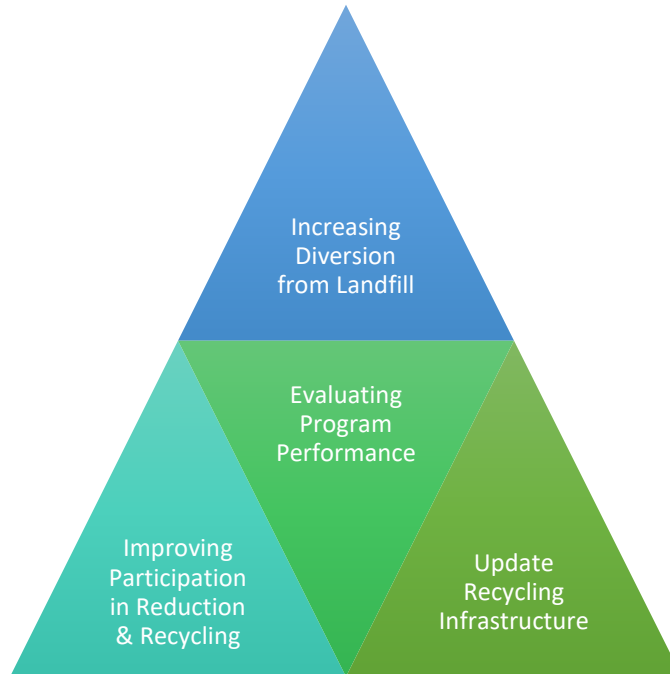 Increasing
Diversion
from Landfill
Evaluating
Program
Performance
Improving
Participation
in Reduction
& Recycling
Update
Recycling
Infrastructure